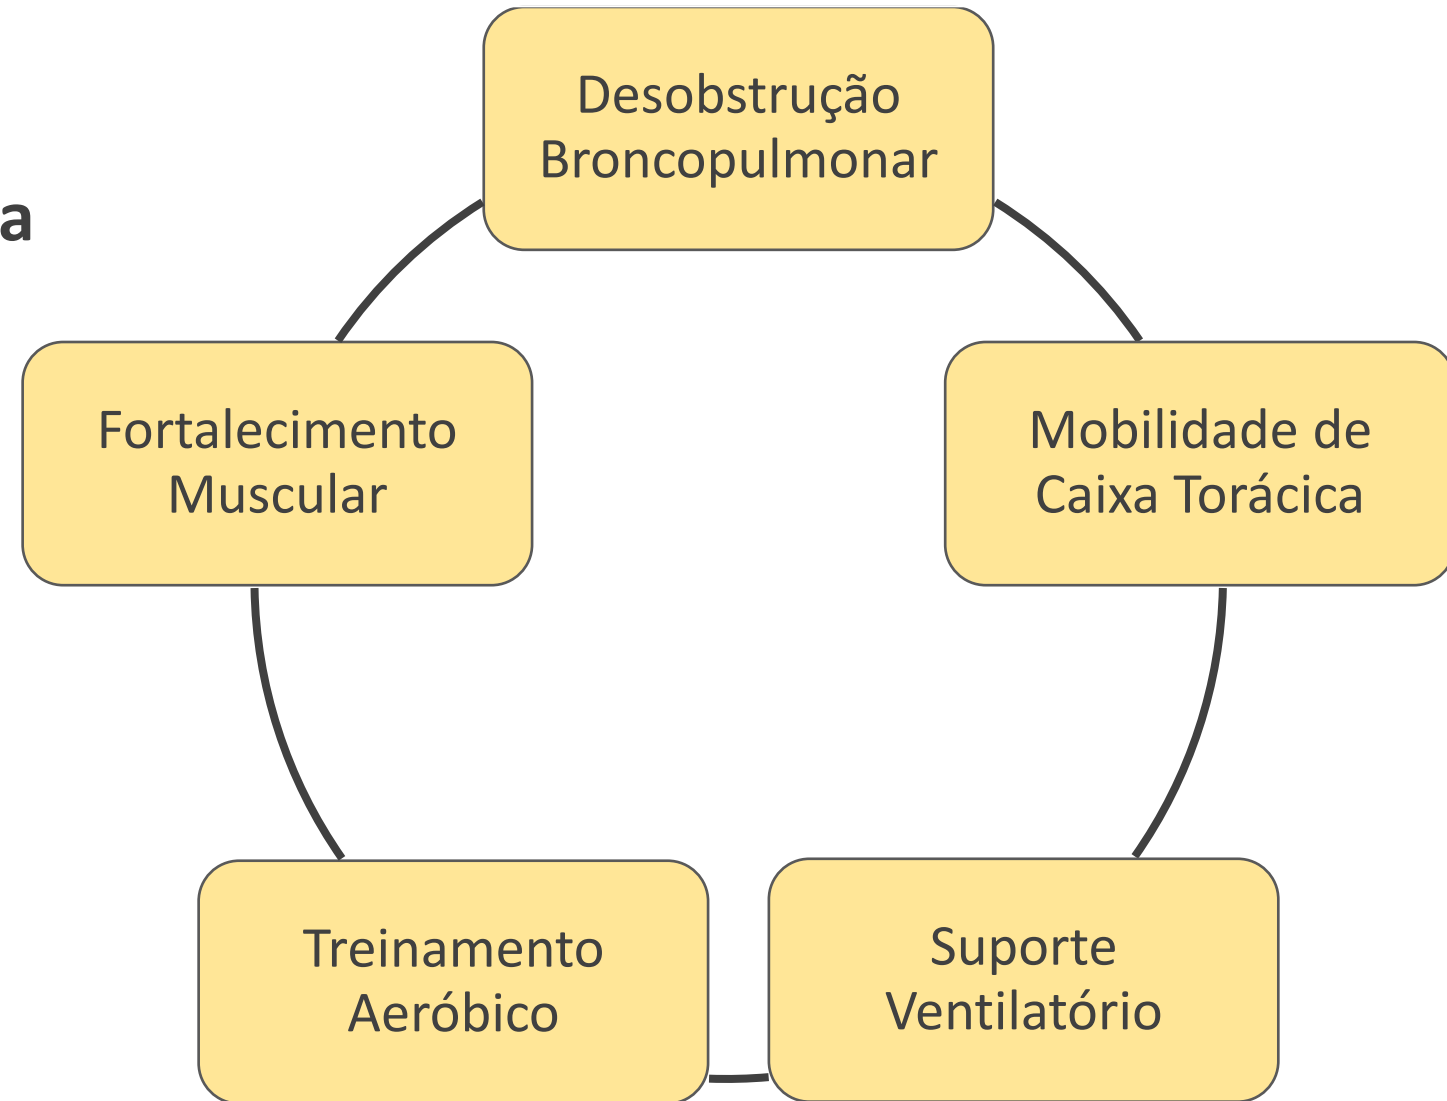 Desobstrução
Broncopulmonar
a
Fortalecimento
Muscular
Mobilidade de
Caixa Torácica
Treinamento
Aeróbico
Suporte
Ventilatório